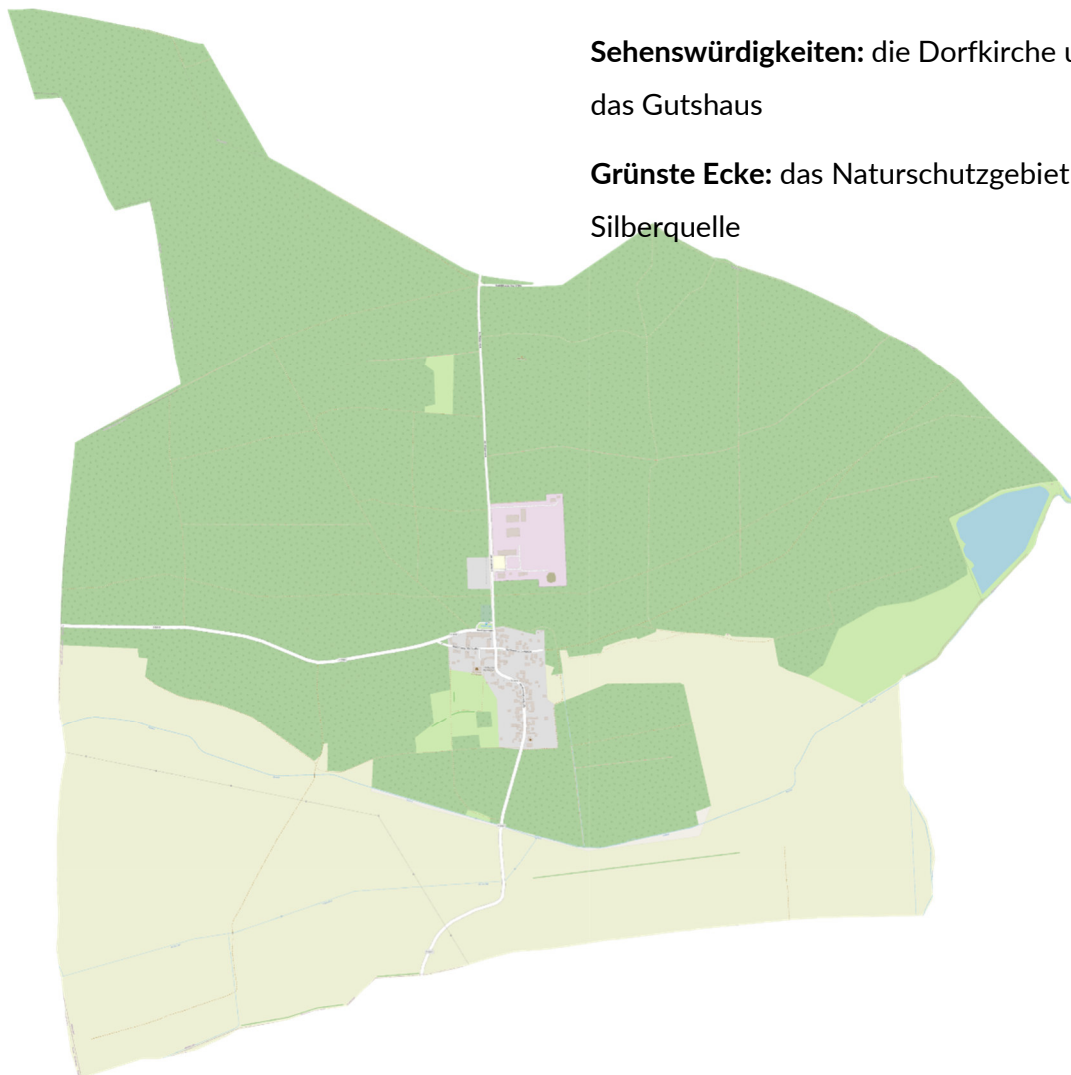 Sehenswürdigkeiten: die Dorfkirche
das Gutshaus
Grünste Ecke: das Naturschutzgebiet
Silberquelle